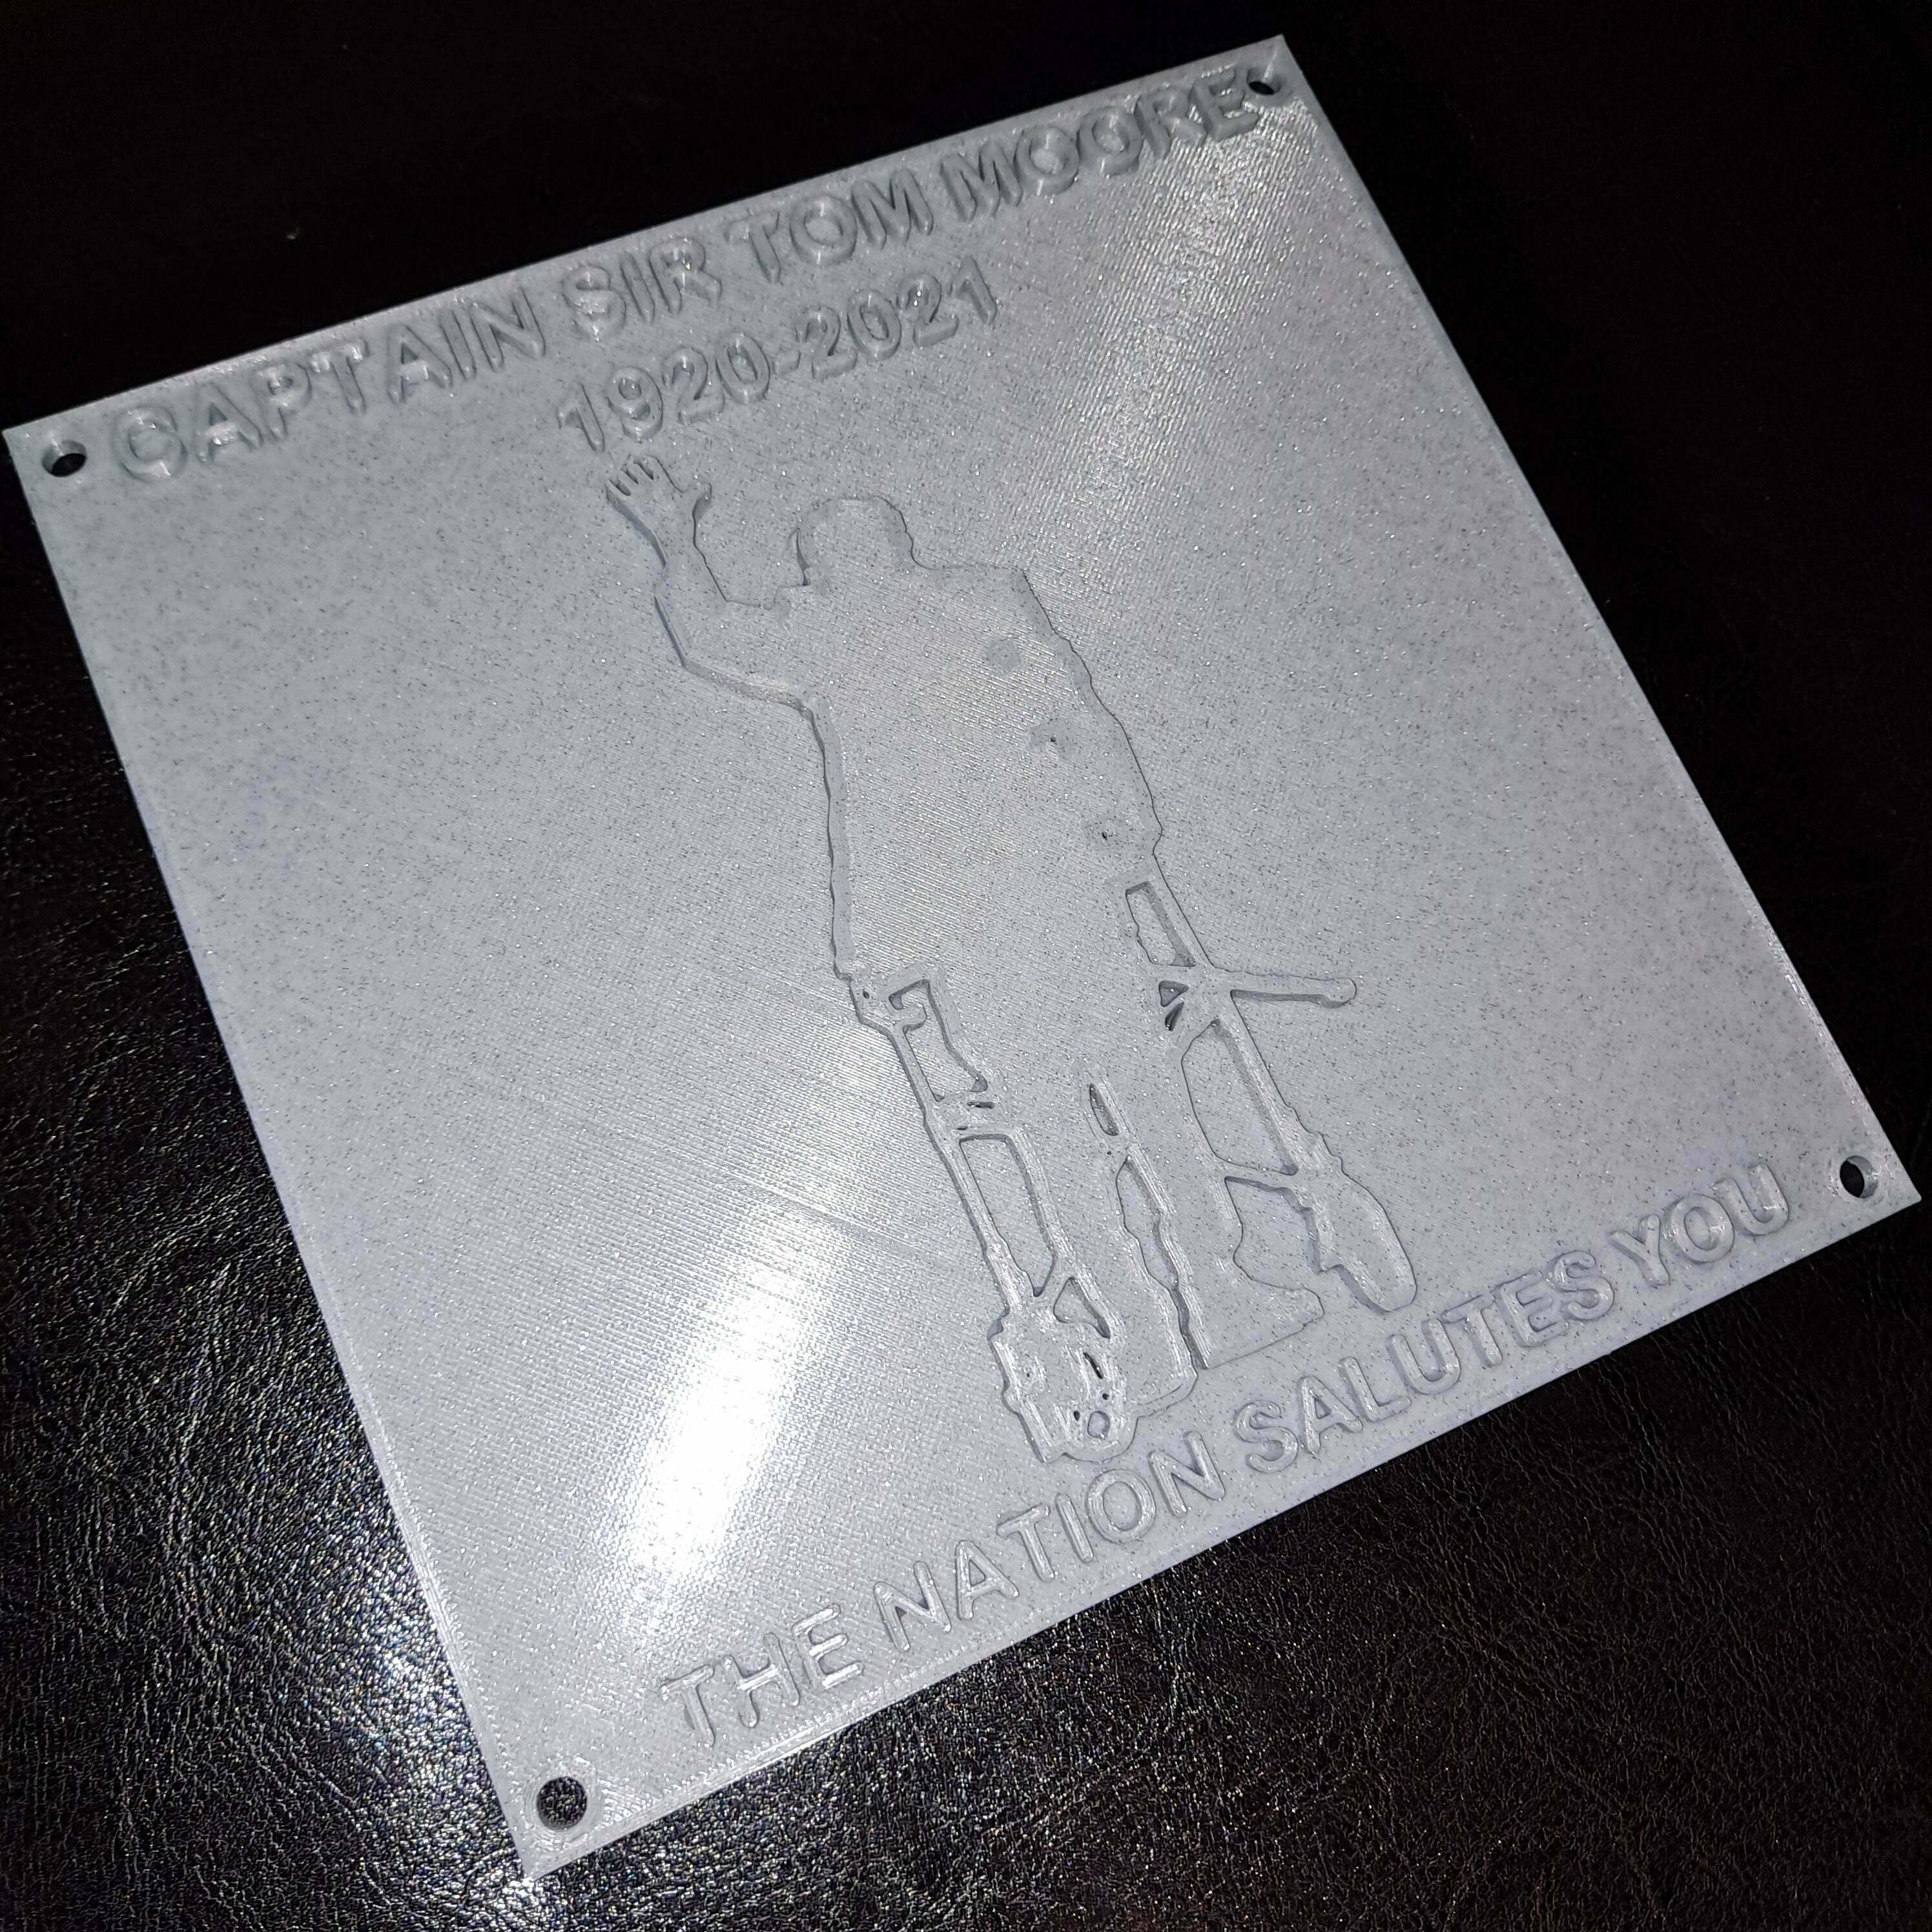 CAPTAIN SIR TOM MOORE
1920-2021
THE NATION SALUTES YOU